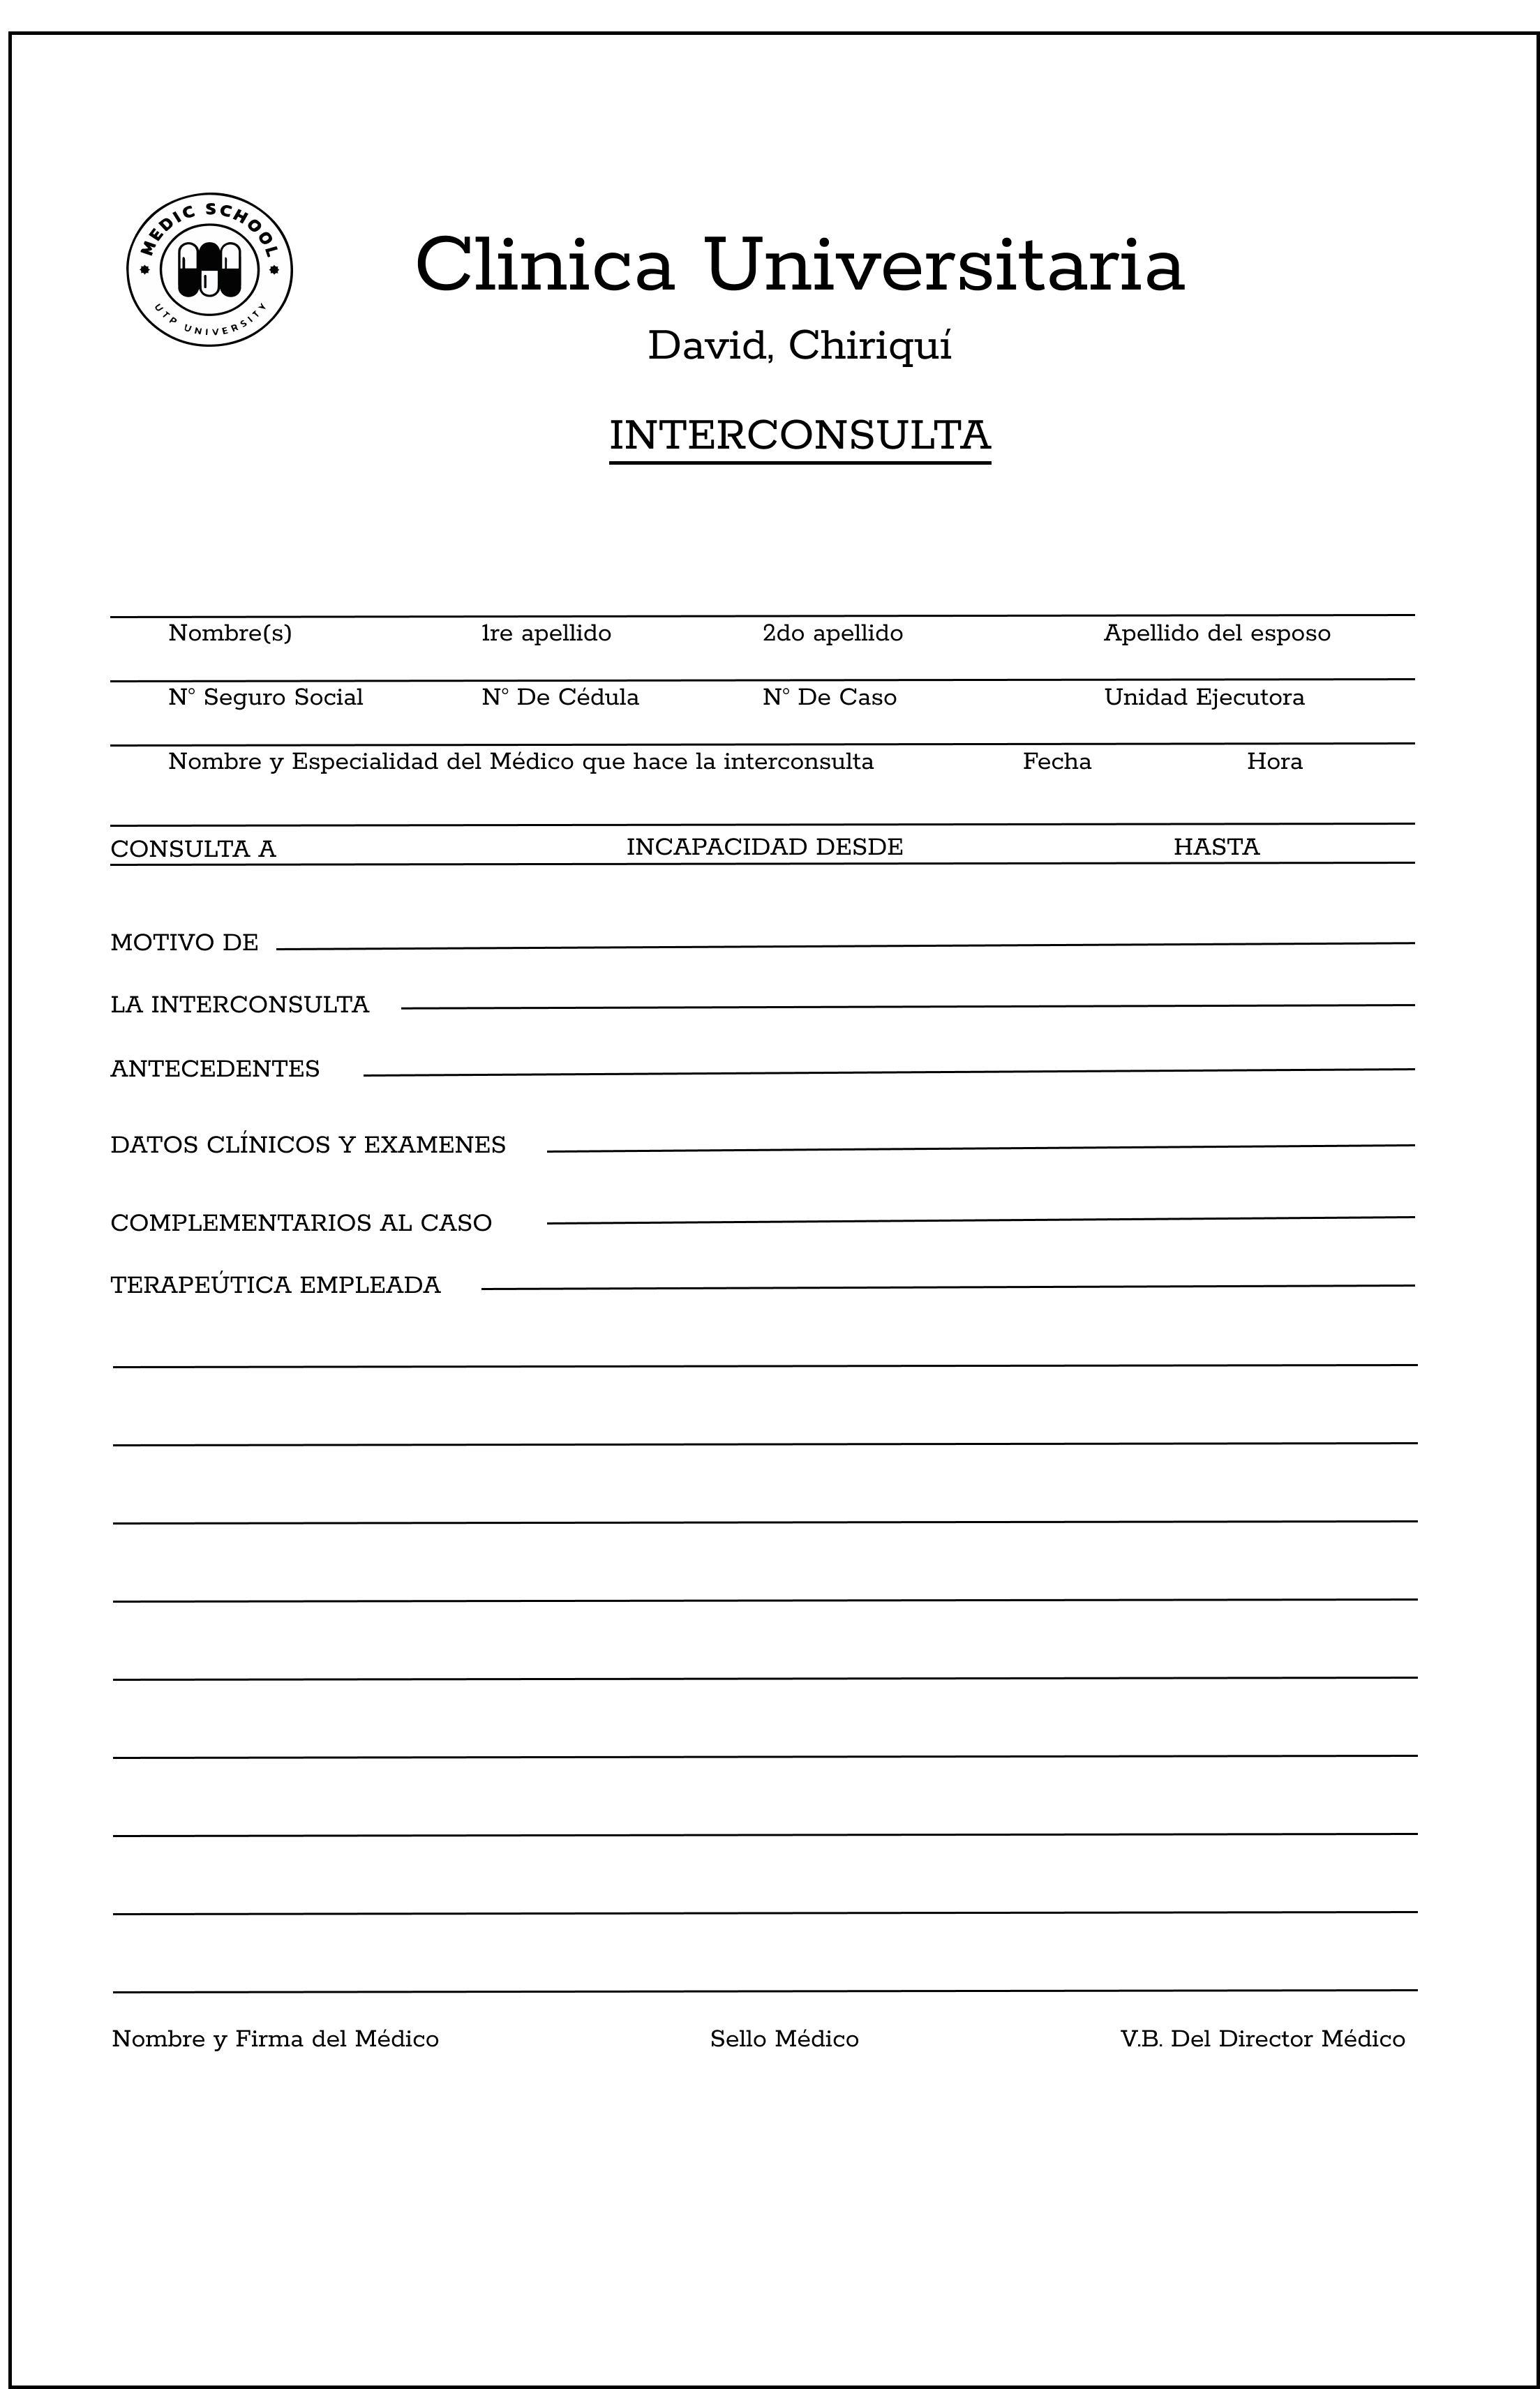 MEDIC SCHOOL
UTP UNIVERSITY
Clinica Universitaria
David, Chiriquí
INTERCONSULTA
Nombre(s) 1re apellido 2do apellido Apellido del esposo
N° Seguro Social N° De Cédula N° De Caso Unidad Ejecutora
Nombre y Especialidad del Médico que hace la interconsulta Fecha Hora
CONSULTA A INCAPACIDAD DESDE HASTA
MOTIVO DE
LA INTERCONSULTA
ANTECEDENTES
DATOS CLÍNICOS Y EXAMENES
COMPLEMENTARIOS AL CASO
TERAPEÚTICA EMPLEADA
Nombre y Firma del Médico Sello Médico V.B. Del Director Médico